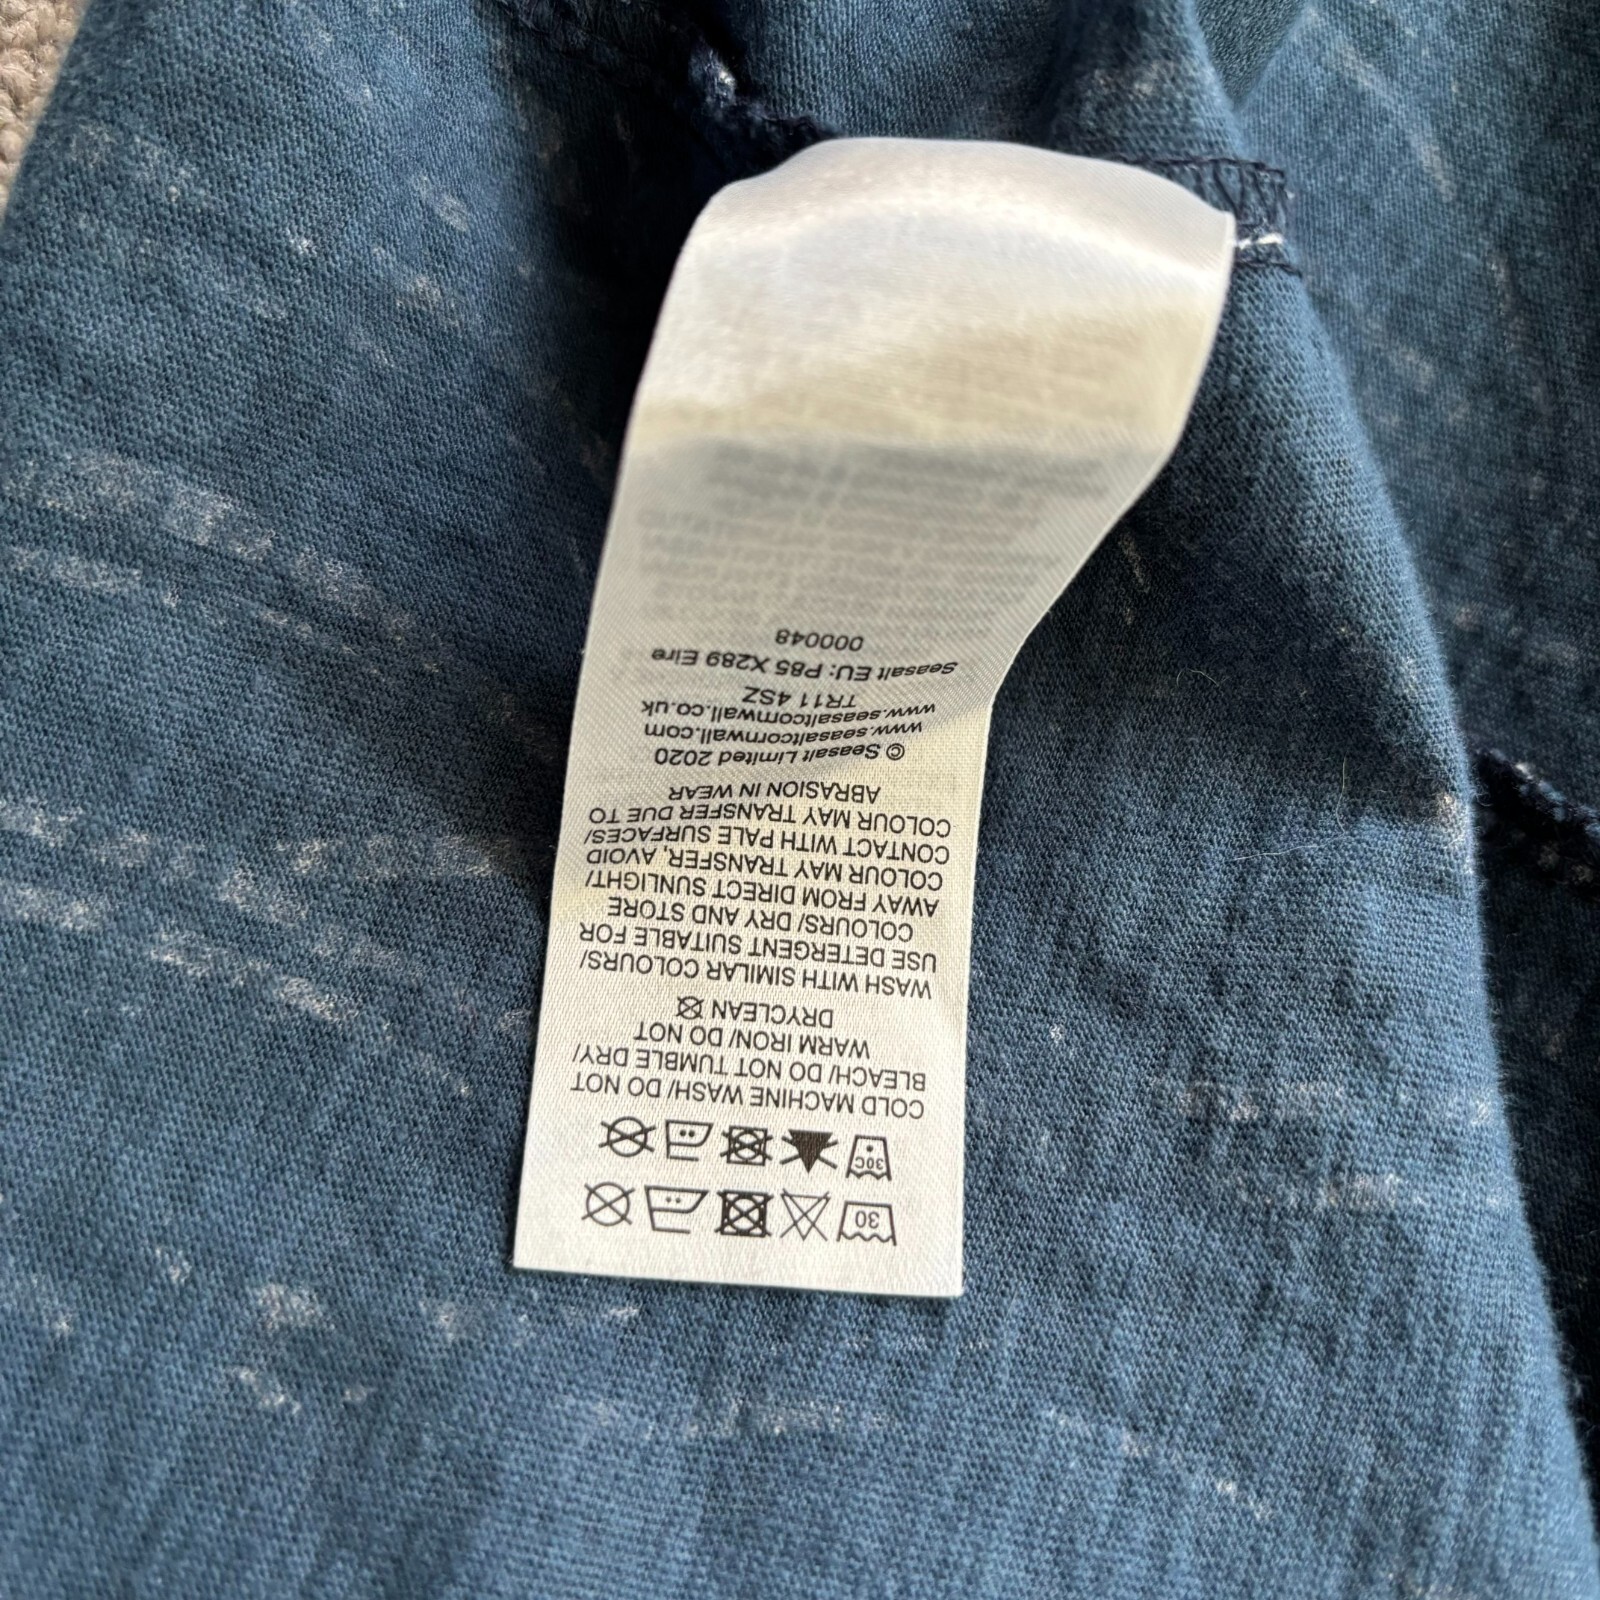 30
30C
COLD MACHINE WASH/ DO NOT
BLEACH/ DO NOT TUMBLE DRY/
WARM IRON/ DO NOT
DRYCLEAN
WASH WITH SIMILAR COLOURS/
USE DETERGENT SUITABLE FOR
COLOURS/ DRY AND STORE
AWAY FROM DIRECT SUNLIGHT/
COLOUR MAY TRANSFER, AVOID
CONTACT WITH PALE SURFACES/
COLOUR MAY TRANSFER DUE TO
ABRASION IN WEAR
© Seasalt Limited 2020
www.seasaltcornwall.com
www.seasaltcornwall.co.uk
TR11 4SZ
Seasalt EU: P85 X289 Eire
000048